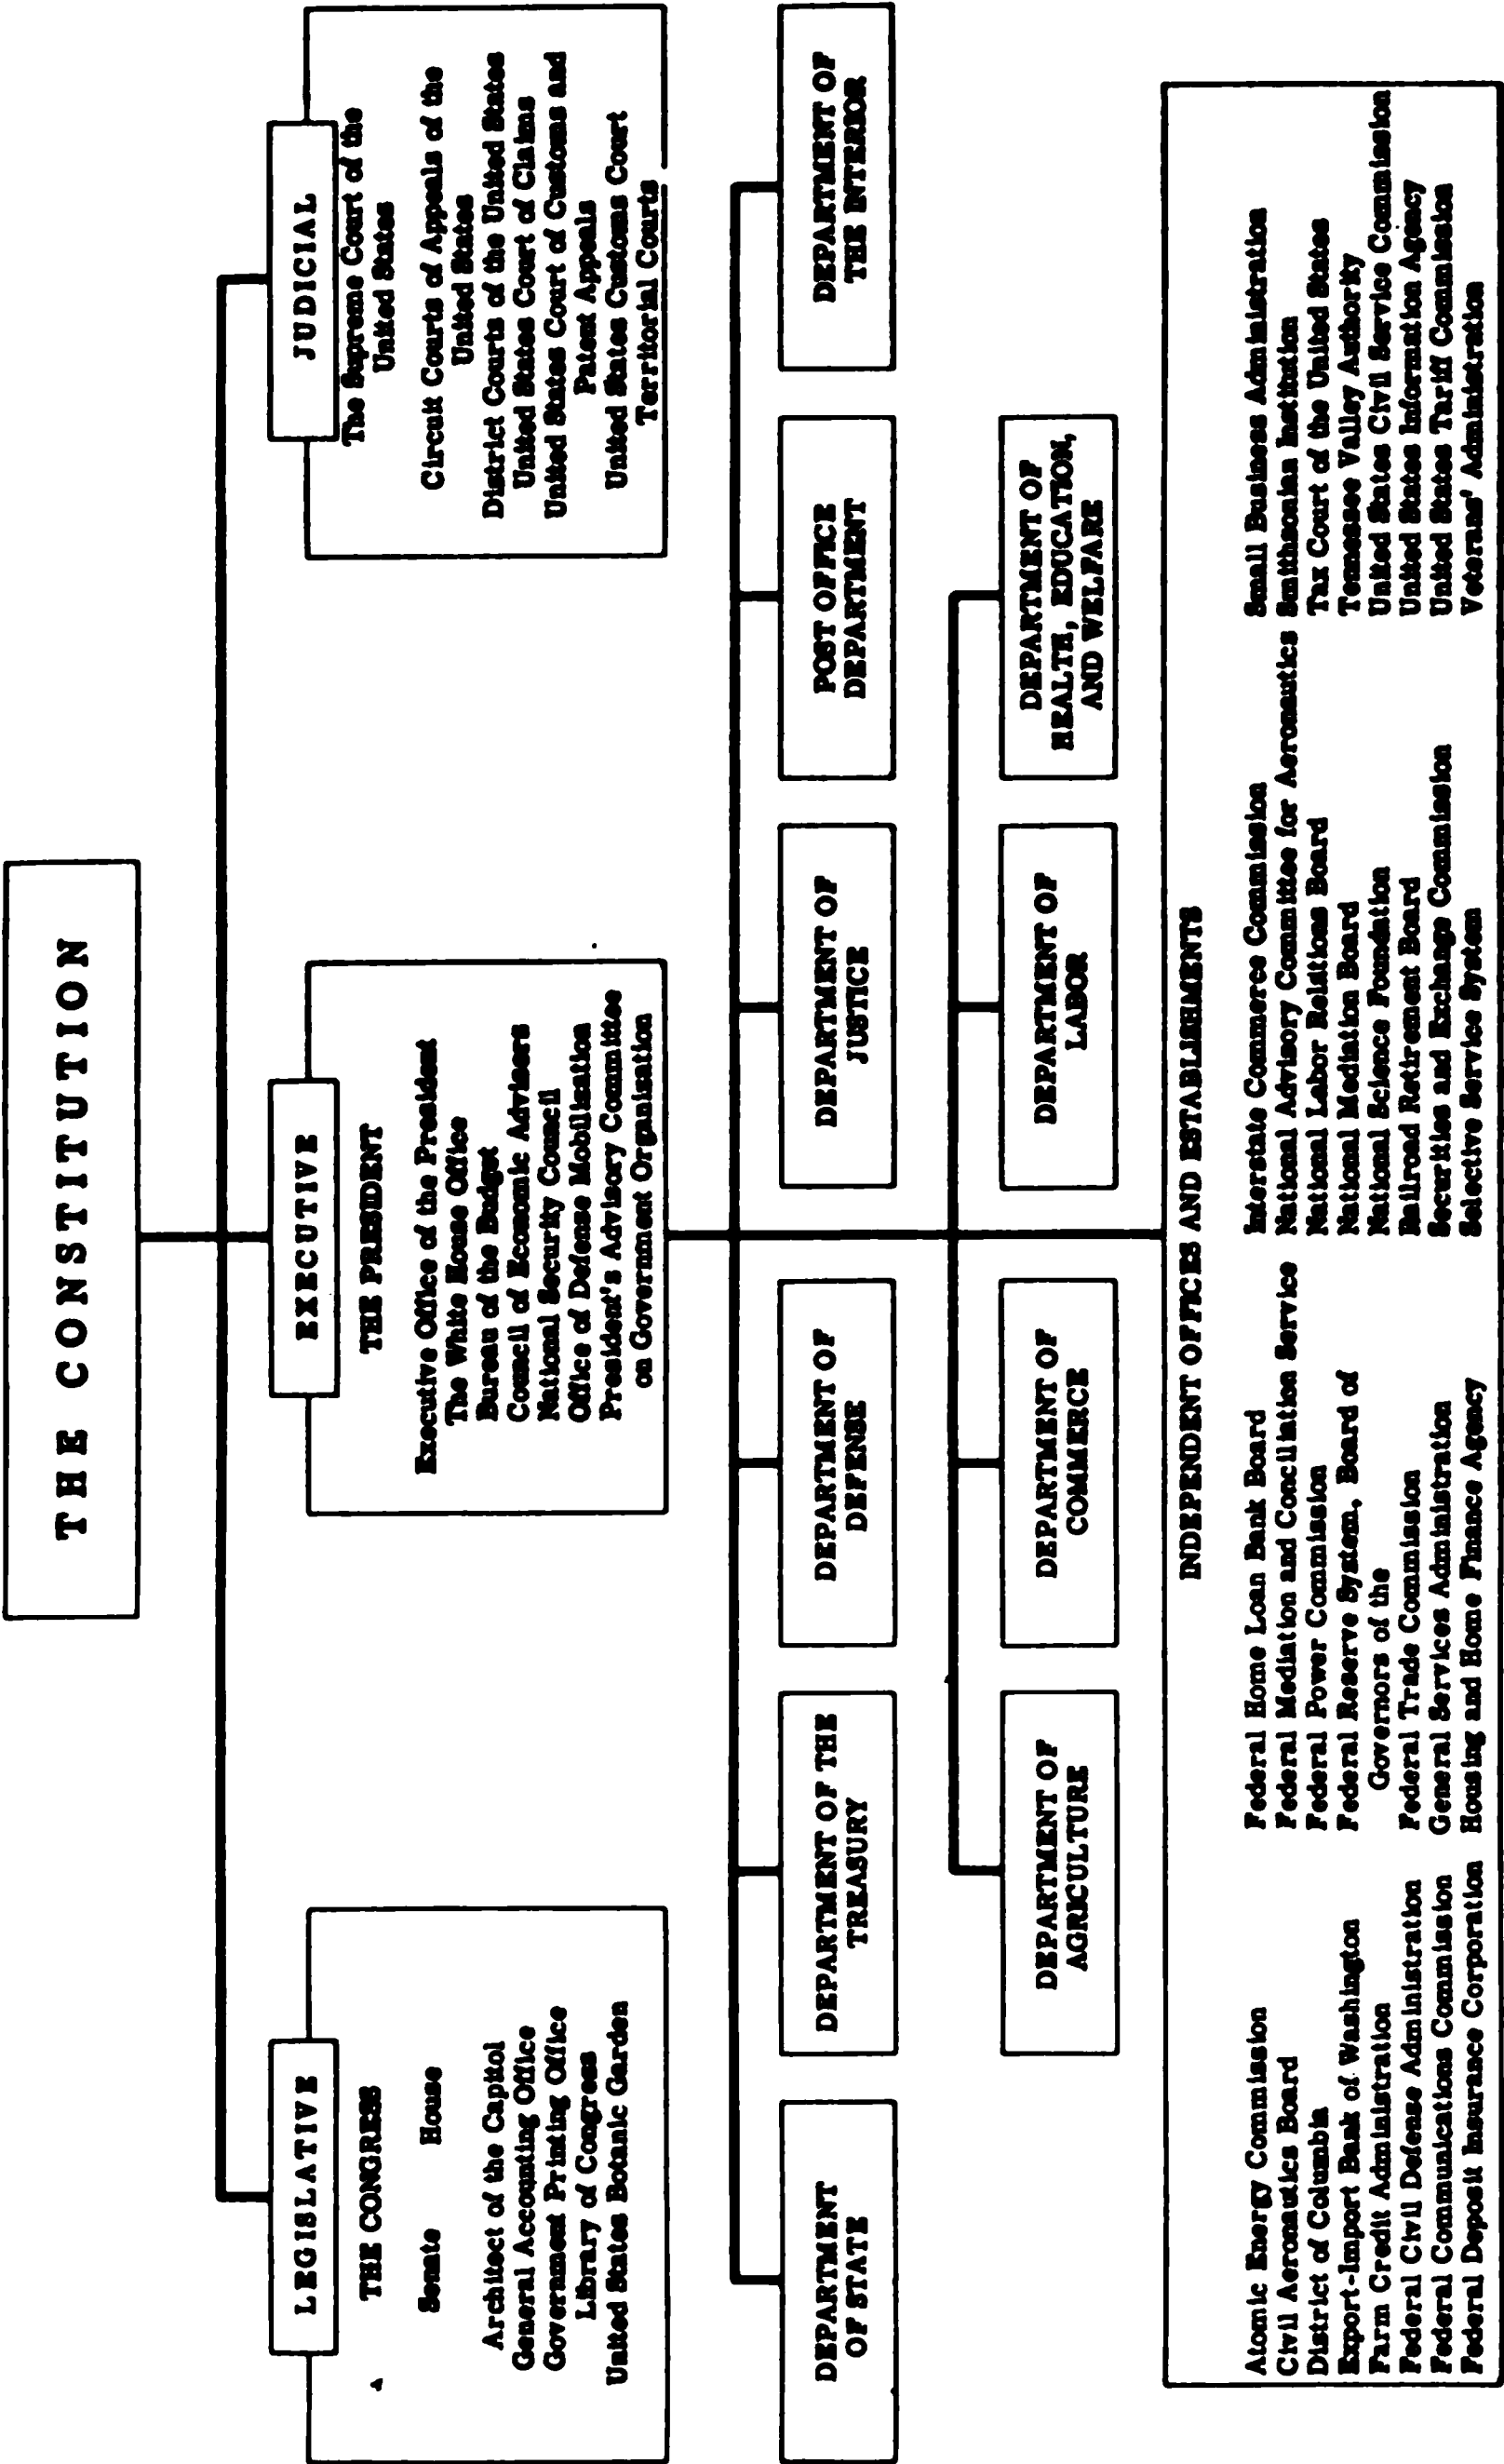 THE CONSTITUTION
LEGISLATIVE
THE CONGRESS
Senate House
Architect of the Capitol
General Accounting Office
Government Printing Office
Library of Congress
United States Botanic Garden
EXECUTIVE
THE PRESIDENT
Executive Office of the President
The White House Office
Bureau of the Budget
Council of Economic Advisers
National Security Council
Office of Defense Mobilization
President's Advisory Committee
on Government Organization
JUDICIAL
The Supreme Court of the
United States
Circuit Courts of Appeals of the
United States
District Courts of the United States
United States Court of Claims
United States Court of Customs and
Patent Appeals
United States Customs Court
Territorial Courts
DEPARTMENT
OF STATE
DEPARTMENT OF THE
TREASURY
DEPARTMENT OF
DEFENSE
DEPARTMENT OF
JUSTICE
POST OFFICE
DEPARTMENT
DEPARTMENT OF
THE INTERIOR
DEPARTMENT OF
AGRICULTURE
DEPARTMENT OF
COMMERCE
DEPARTMENT OF
LABOR
DEPARTMENT OF
HEALTH, EDUCATION,
AND WELFARE
INDEPENDENT OFFICES AND ESTABLISHMENTS
Atomic Energy Commission
Civil Aeronautics Board
District of Columbia
Export-Import Bank of Washington
Farm Credit Administration
Federal Civil Defense Administration
Federal Communications Commission
Federal Deposit Insurance Corporation
Federal Home Loan Bank Board
Federal Mediation and Conciliation Service
Federal Power Commission
Federal Reserve System, Board of
Governors of the
Federal Trade Commission
General Services Administration
Housing and Home Finance Agency
Interstate Commerce Commission
National Advisory Committee for Aeronautics
National Labor Relations Board
National Mediation Board
National Science Foundation
Railroad Retirement Board
Securities and Exchange Commission
Selective Service System
Small Business Administration
Smithsonian Institution
Tax Court of the United States
Tennessee Valley Authority
United States Civil Service Commission
United States Information Agency
United States Tariff Commission
Veterans' Administration